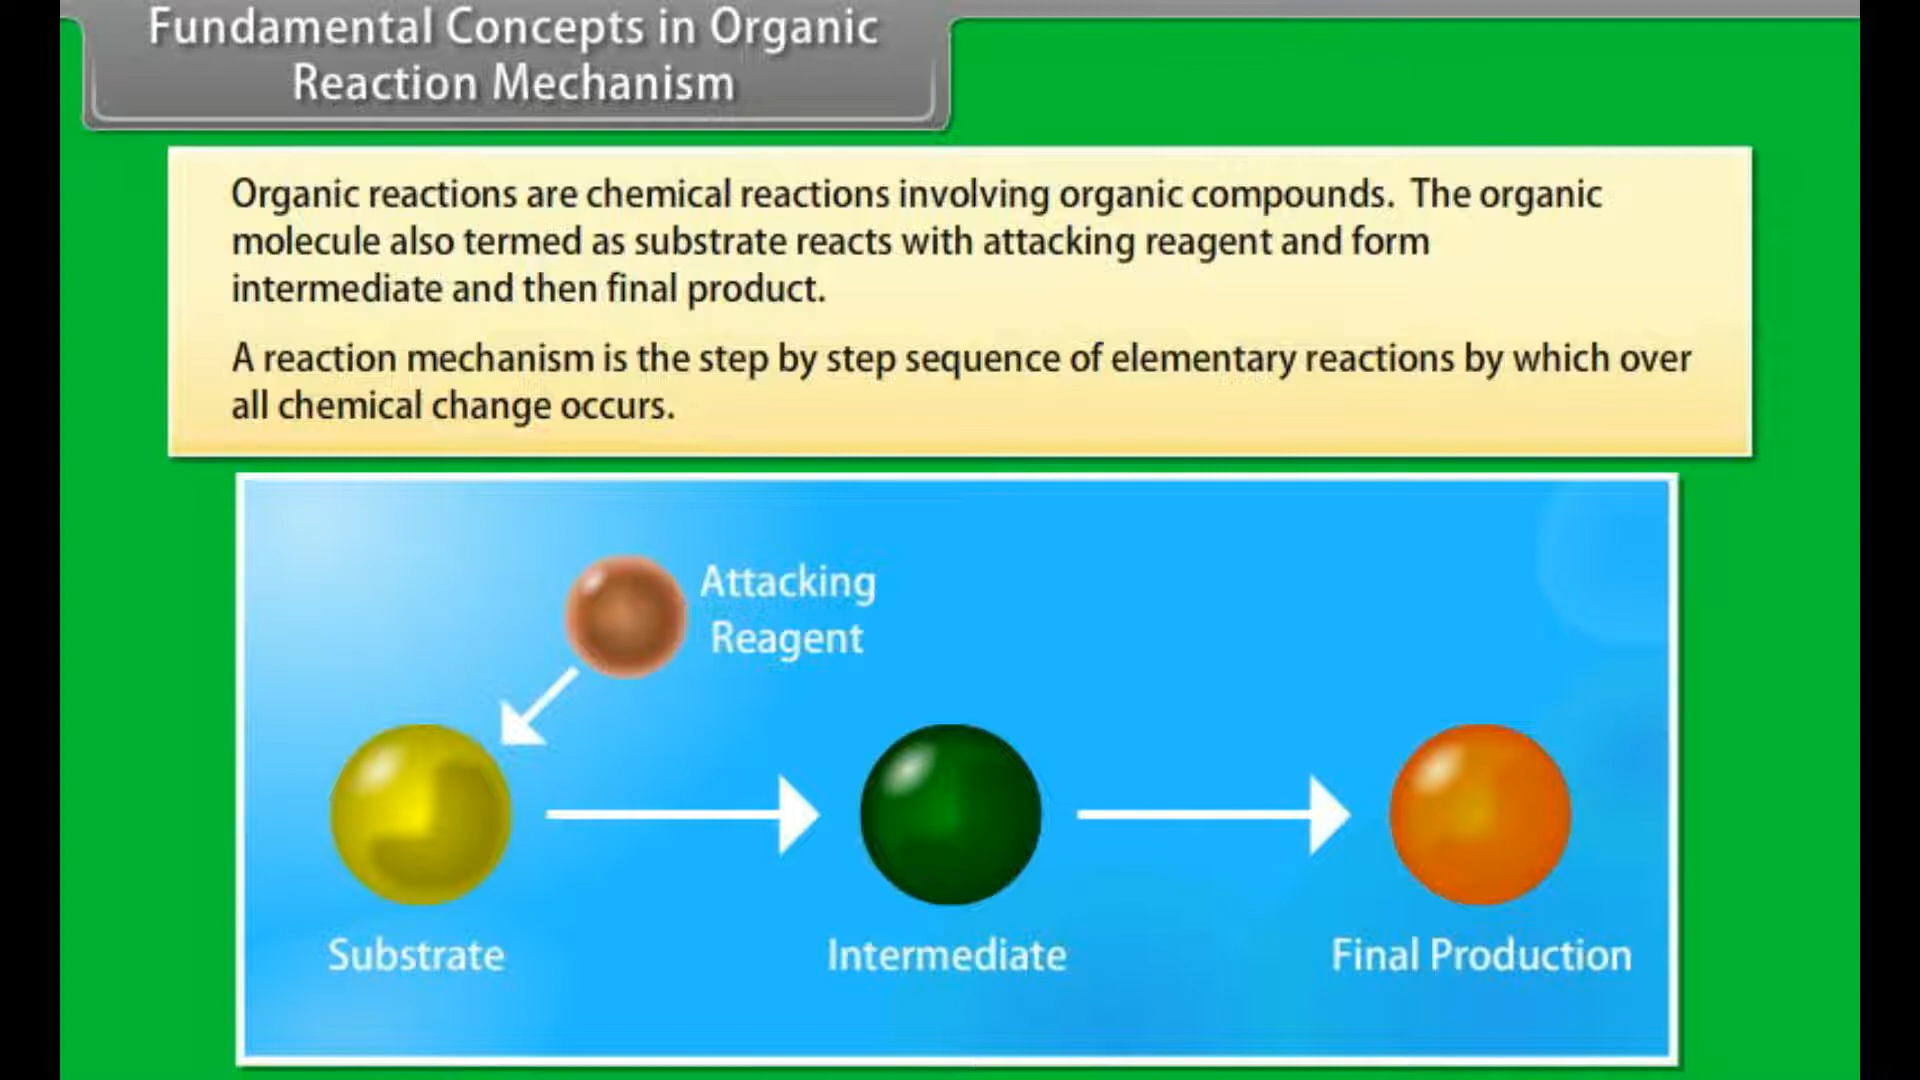 Fundamental Concepts in Organic
Reaction Mechanism
Organic reactions are chemical reactions involving organic compounds. The organic
molecule also termed as substrate reacts with attacking reagent and form
intermediate and then final product.
A reaction mechanism is the step by step sequence of elementary reactions by which over
all chemical change occurs.
Attacking
Reagent
Substrate
Intermediate
Final Production